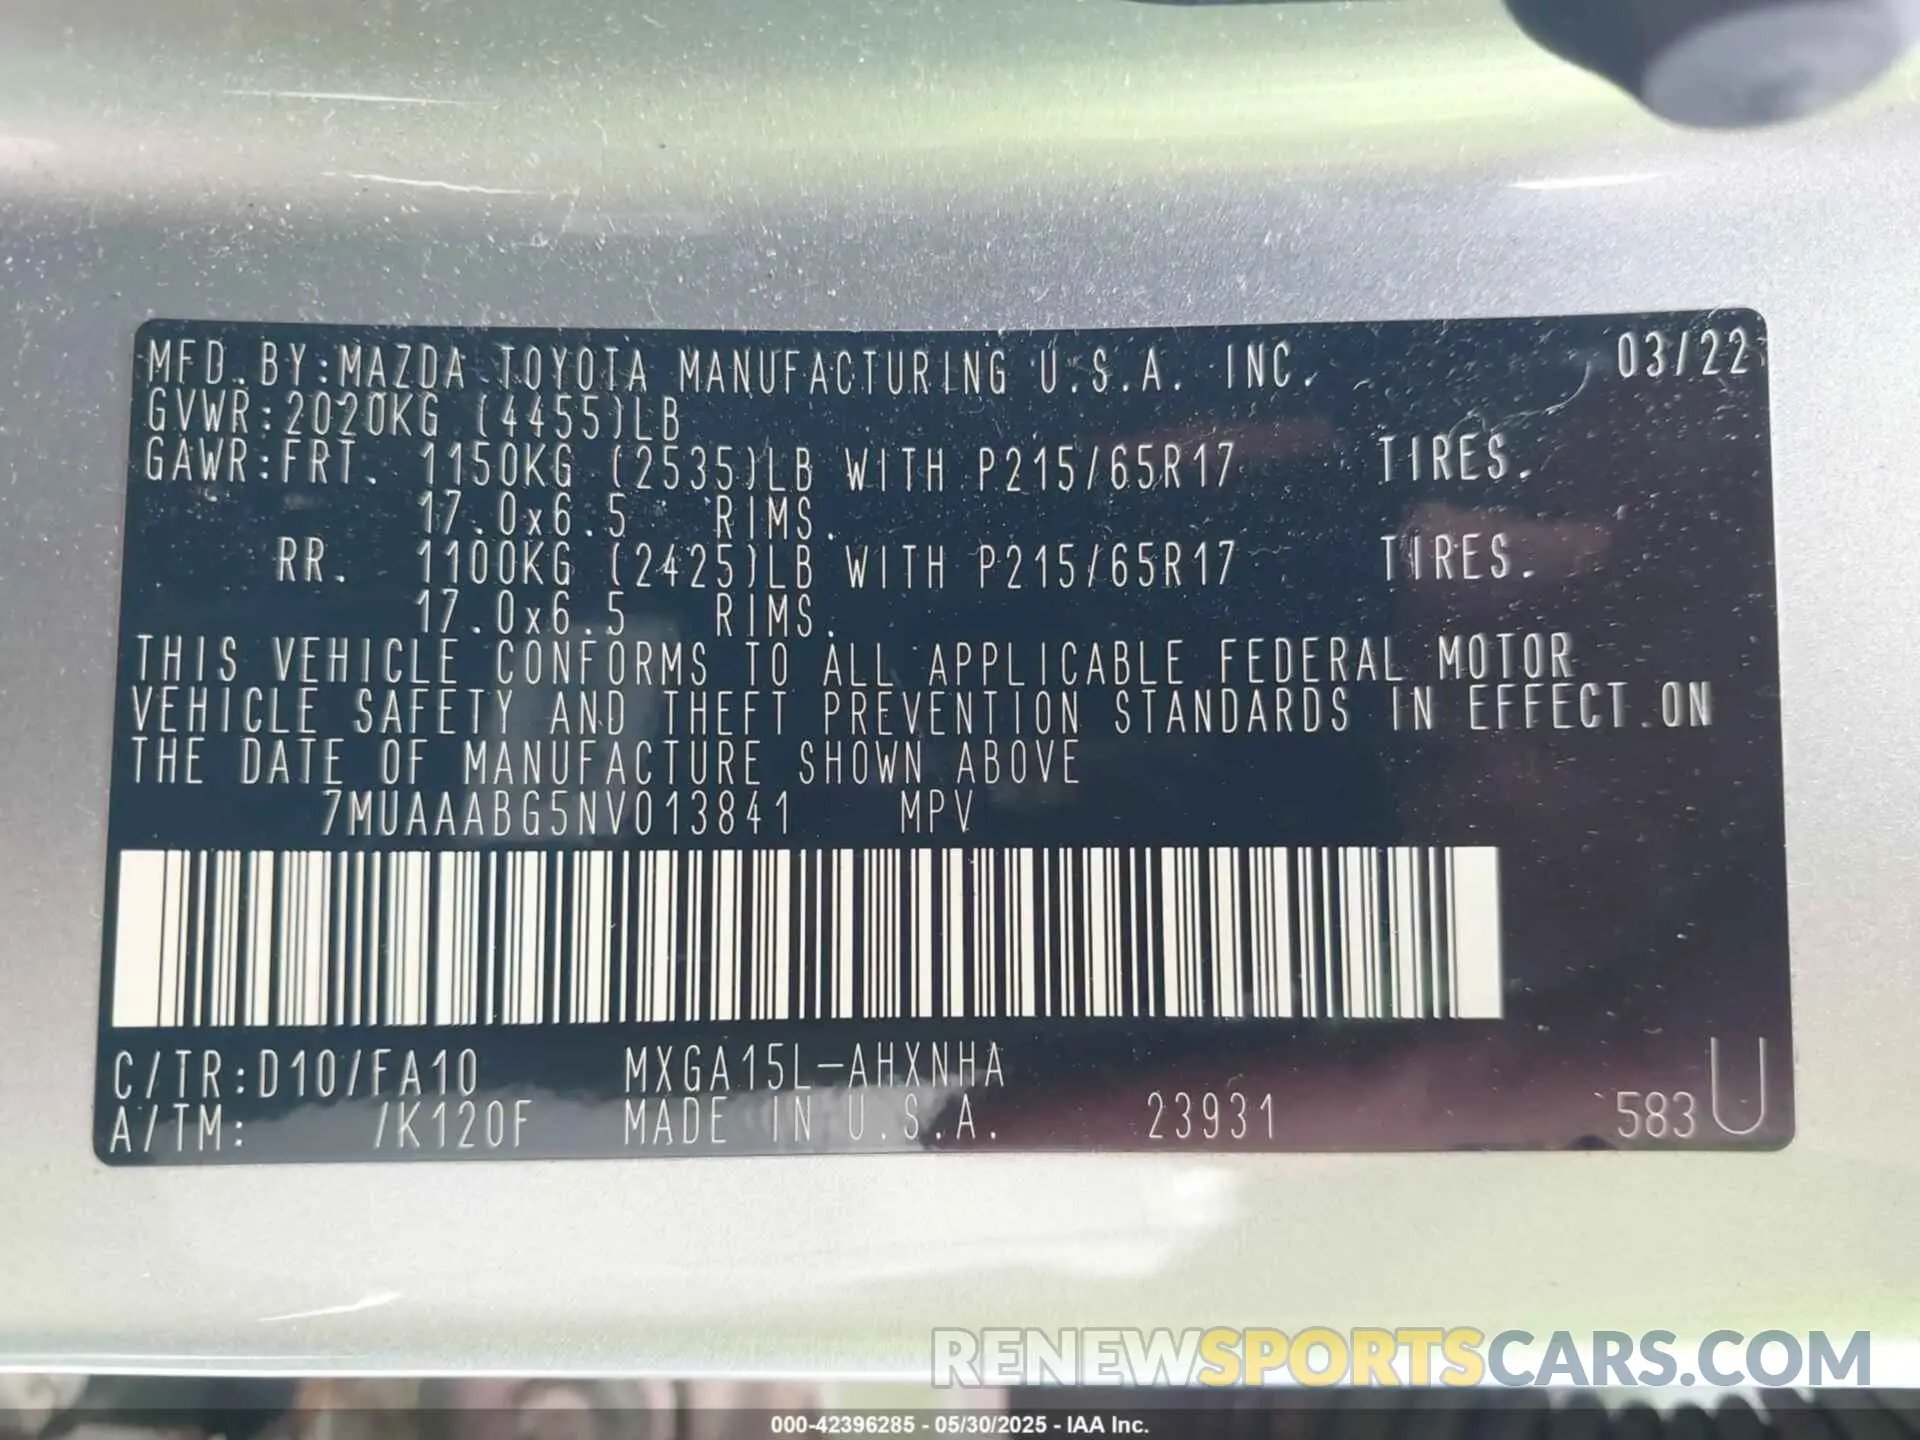 MFD. BY: MAZDA TOYOTA MANUFACTURING U.S.A. INC. 03/22
GVWR: 2020KG (4455)LB
GAWR: FRT. 1150KG (2535)LB WITH P215/65R17 TIRES.
17.0x6.5 RIMS.
RR. 1100KG (2425)LB WITH P215/65R17 TIRES.
17.0x6.5 RIMS.
THIS VEHICLE CONFORMS TO ALL APPLICABLE FEDERAL MOTOR
VEHICLE SAFETY AND THEFT PREVENTION STANDARDS IN EFFECT ON
THE DATE OF MANUFACTURE SHOWN ABOVE
7MUAAABG5NV013841 MPV
C/TR: D10/FA10 MXGA15L-AHXNHA
A/TM: /K120F MADE IN U.S.A. 23931 583 U
RENEWSPORTSCARS.COM
000-42396285 - 05/30/2025 - IAA Inc.